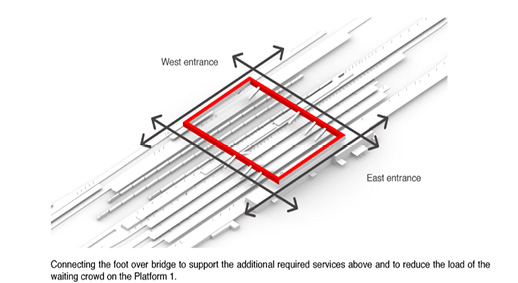 West entrance
East entrance
Connecting the foot over bridge to support the additional required services above and to reduce the load of the
waiting crowd on the Platform 1.